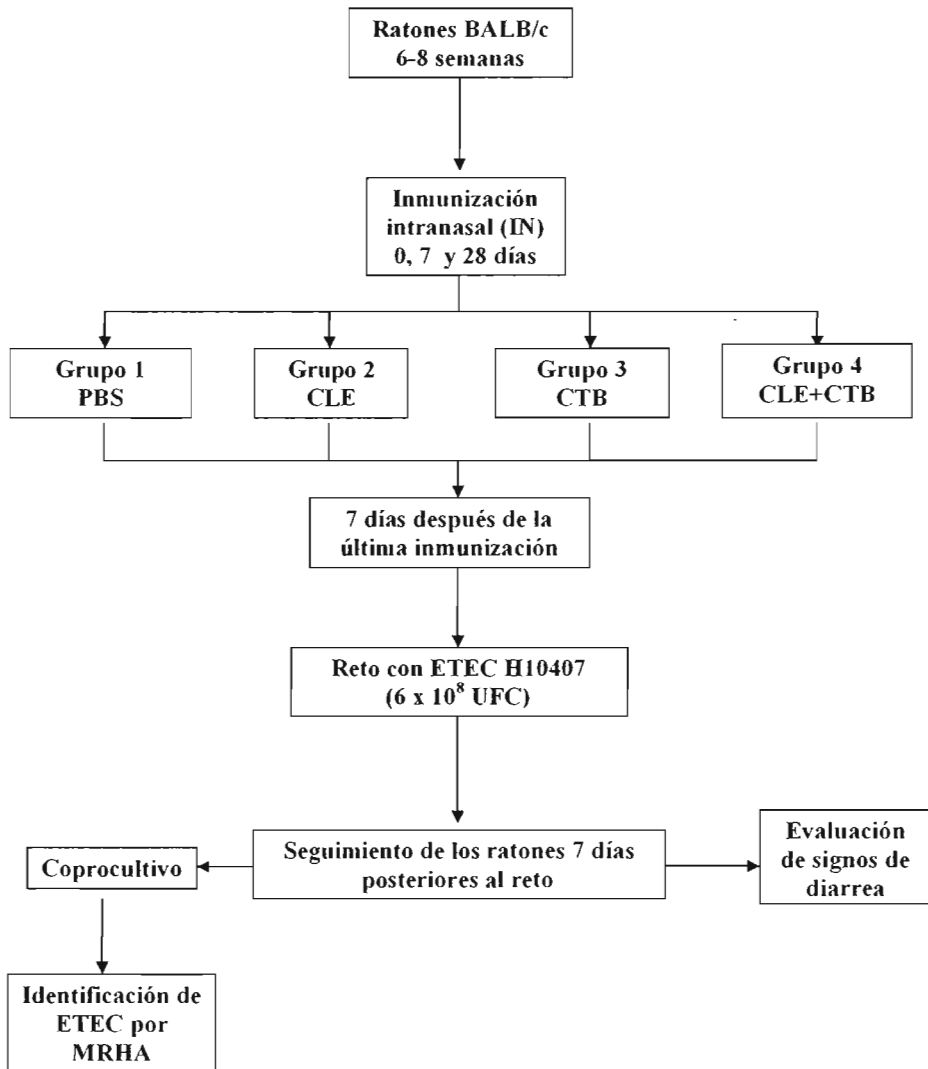 Ratones BALB/c
6-8 semanas
Inmunización
intranasal (IN)
0, 7 y 28 días
Grupo 1
PBS
Grupo 2
CLE
Grupo 3
CTB
Grupo 4
CLE+CTB
7 días después de la
última inmunización
Reto con ETEC H10407
(6 x 10⁸ UFC)
Seguimiento de los ratones 7 días
posteriores al reto
Coprocultivo
Evaluación
de signos de
diarrea
Identificación de
ETEC por
MRHA